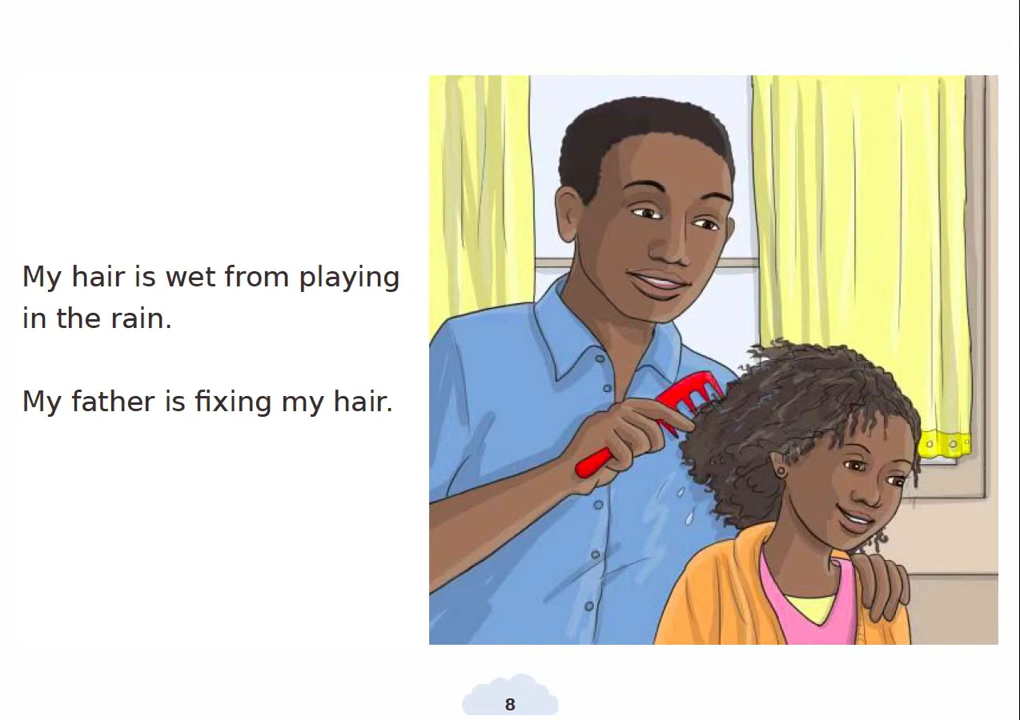 My hair is wet from playing
in the rain.
My father is fixing my hair.
8